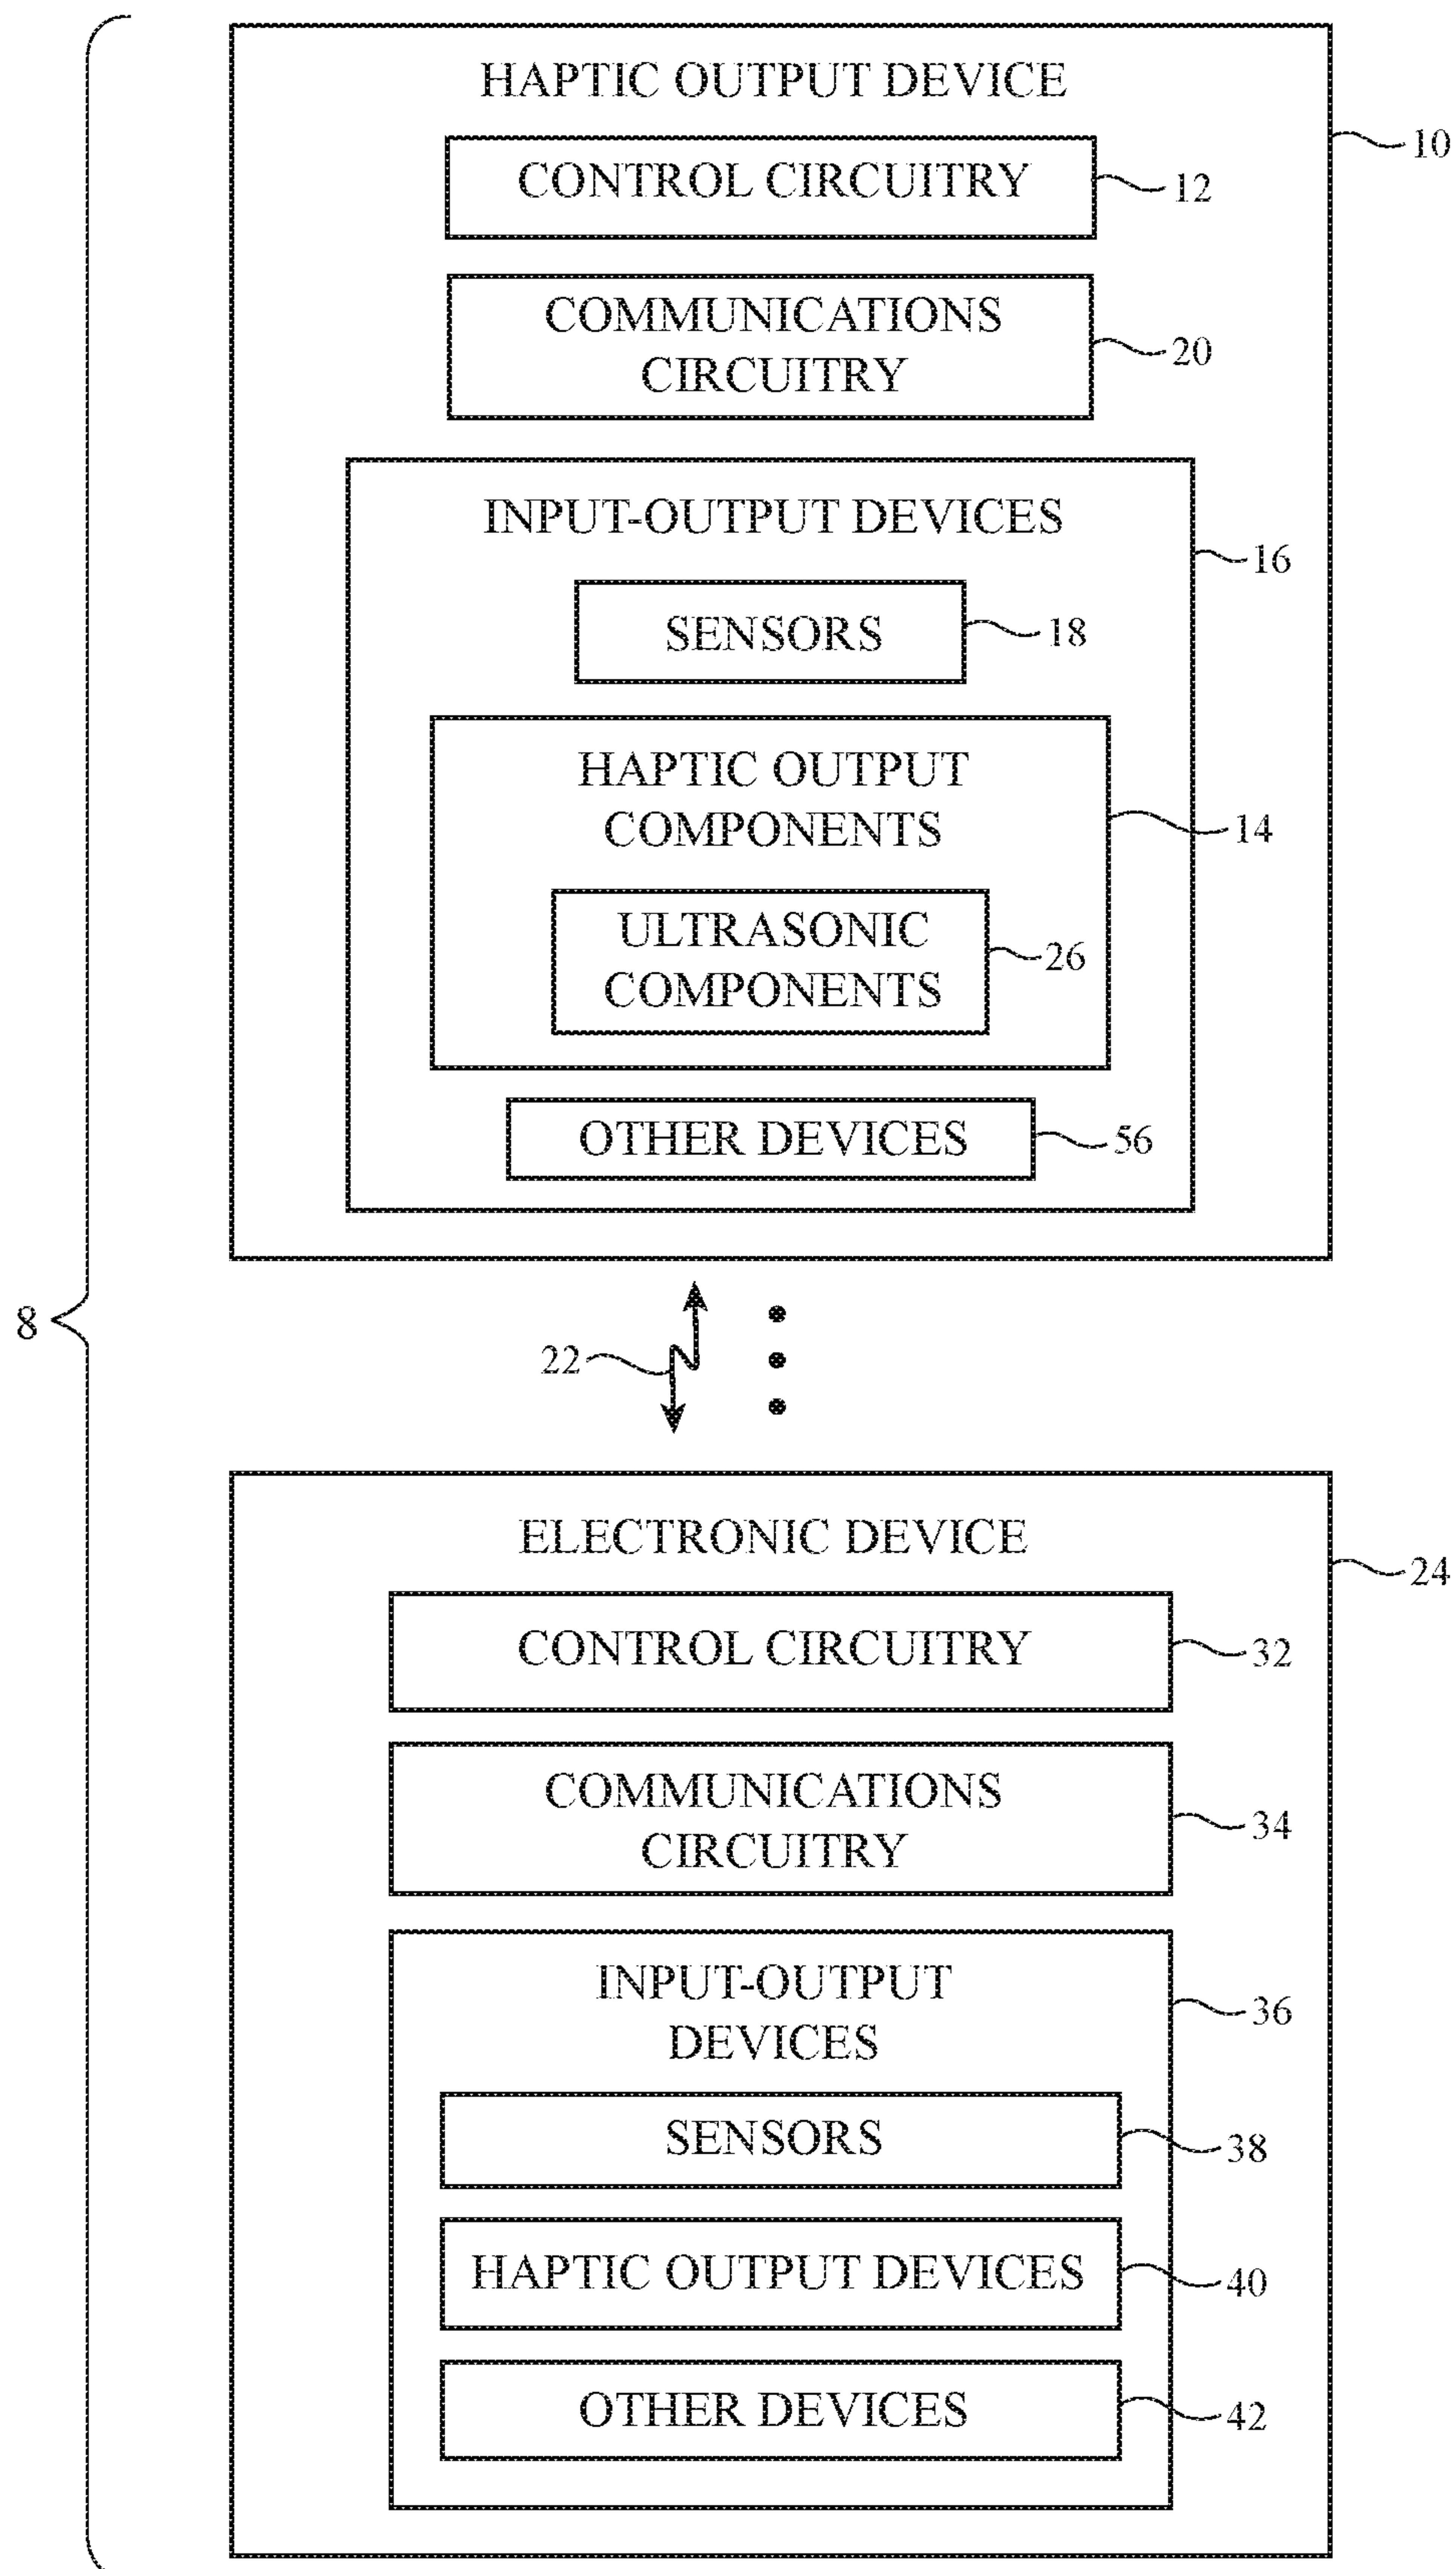 HAPTIC OUTPUT DEVICE
10
CONTROL CIRCUITRY
12
COMMUNICATIONS
CIRCUITRY
20
INPUT-OUTPUT DEVICES
16
SENSORS
18
HAPTIC OUTPUT
COMPONENTS
14
ULTRASONIC
COMPONENTS
26
OTHER DEVICES
56
8
22
ELECTRONIC DEVICE
24
CONTROL CIRCUITRY
32
COMMUNICATIONS
CIRCUITRY
34
INPUT-OUTPUT
DEVICES
36
SENSORS
38
HAPTIC OUTPUT DEVICES
40
OTHER DEVICES
42